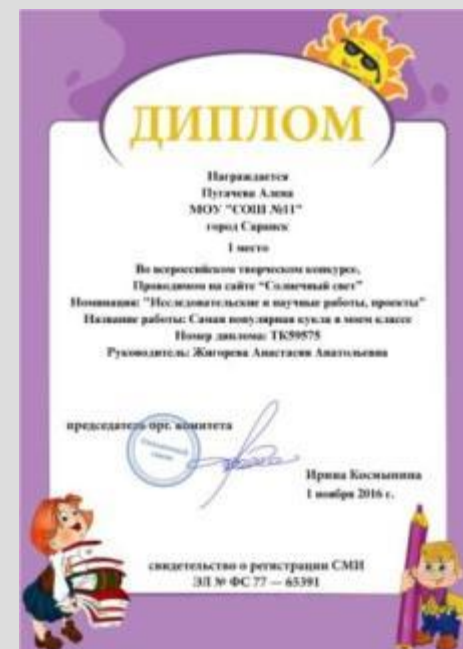 ДИПЛОМ
Награждается
Пугачева Алена
МОУ "СОШ №11"
город Саранск
1 место
Во всероссийском творческом конкурсе,
Проводимом на сайте "Солнечный свет"
Номинация: "Исследовательские и научные работы, проекты"
Название работы: Самая популярная кукла в моем классе
Номер диплома: ТК59575
Руководитель: Жигорева Анастасия Анатольевна
председатель орг. комитета
Солнечный
свет
Ирина Космынина
1 ноября 2016 г.
свидетельство о регистрации СМИ
ЭЛ № ФС 77 — 65391